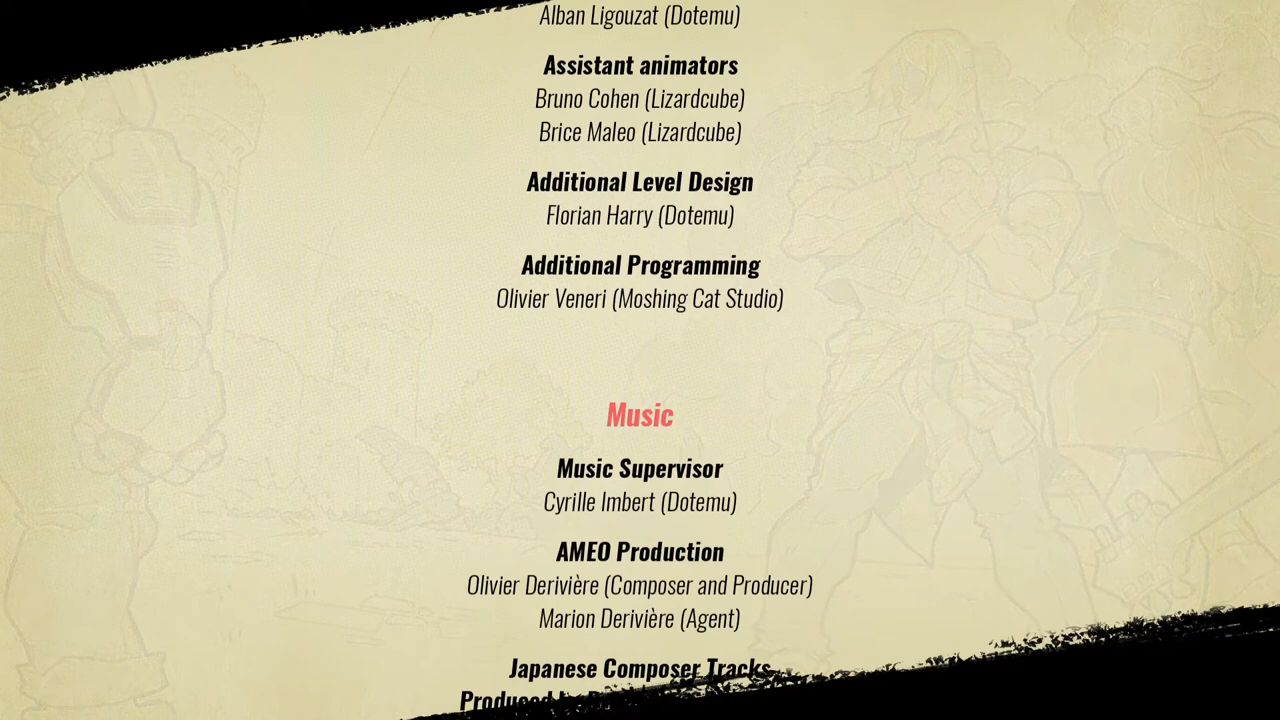 Alban Ligouzat (Dotemu)
Assistant animators
Bruno Cohen (Lizardcube)
Brice Maleo (Lizardcube)
Additional Level Design
Florian Harry (Dotemu)
Additional Programming
Olivier Veneri (Moshing Cat Studio)
Music
Music Supervisor
Cyrille Imbert (Dotemu)
AMEO Production
Olivier Derivière (Composer and Producer)
Marion Derivière (Agent)
Japanese Composer Tracks
Produced by